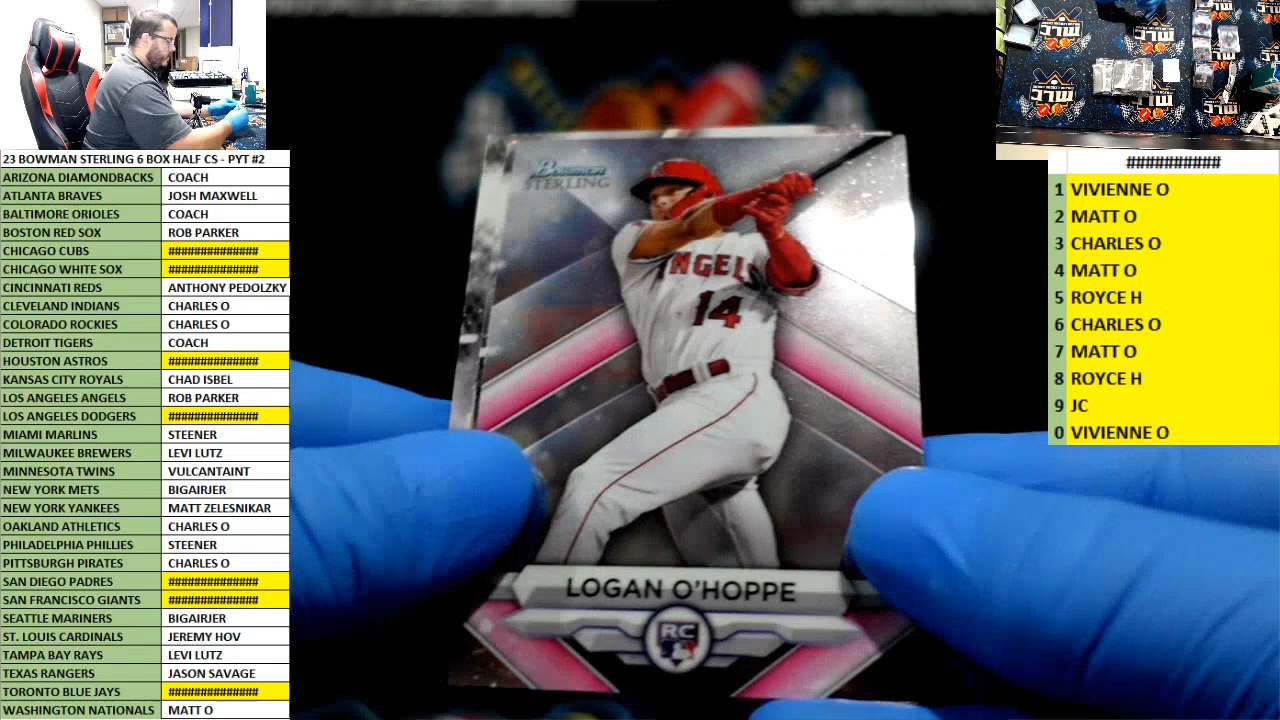 23 BOWMAN STERLING 6 BOX HALF CS - PYT #2
ARIZONA DIAMONDBACKS COACH
ATLANTA BRAVES JOSH MAXWELL
BALTIMORE ORIOLES COACH
BOSTON RED SOX ROB PARKER
CHICAGO CUBS ##############
CHICAGO WHITE SOX ##############
CINCINNATI REDS ANTHONY PEDOLZKY
CLEVELAND INDIANS CHARLES O
COLORADO ROCKIES CHARLES O
DETROIT TIGERS COACH
HOUSTON ASTROS ##############
KANSAS CITY ROYALS CHAD ISBEL
LOS ANGELES ANGELS ROB PARKER
LOS ANGELES DODGERS ##############
MIAMI MARLINS STEENER
MILWAUKEE BREWERS LEVI LUTZ
MINNESOTA TWINS VULCANTAINT
NEW YORK METS BIGAIRJER
NEW YORK YANKEES MATT ZELESNIKAR
OAKLAND ATHLETICS CHARLES O
PHILADELPHIA PHILLIES STEENER
PITTSBURGH PIRATES CHARLES O
SAN DIEGO PADRES ##############
SAN FRANCISCO GIANTS ##############
SEATTLE MARINERS BIGAIRJER
ST. LOUIS CARDINALS JEREMY HOV
TAMPA BAY RAYS LEVI LUTZ
TEXAS RANGERS JASON SAVAGE
TORONTO BLUE JAYS ##############
WASHINGTON NATIONALS MATT O
Bowman
STERLING
ANGELS
14
LOGAN O'HOPPE
RC
##########
1 VIVIENNE O
2 MATT O
3 CHARLES O
4 MATT O
5 ROYCE H
6 CHARLES O
7 MATT O
8 ROYCE H
9 JC
0 VIVIENNE O